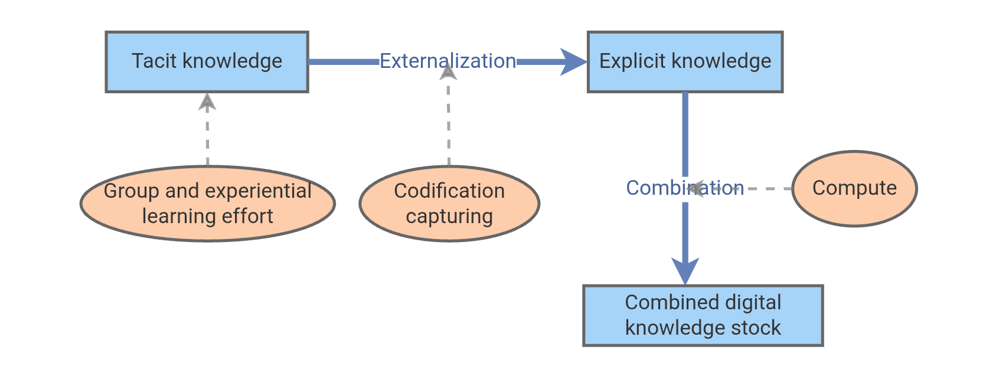 Tacit knowledge
Externalization
Explicit knowledge
Group and experiential
learning effort
Codification
capturing
Combination
Compute
Combined digital
knowledge stock